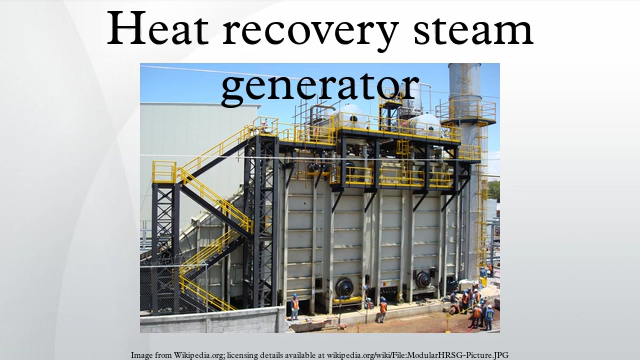 Heat recovery steam
generator
Image from Wikipedia.org; licensing details available at wikipedia.org/wiki/File:ModularHRSG-Picture.JPG